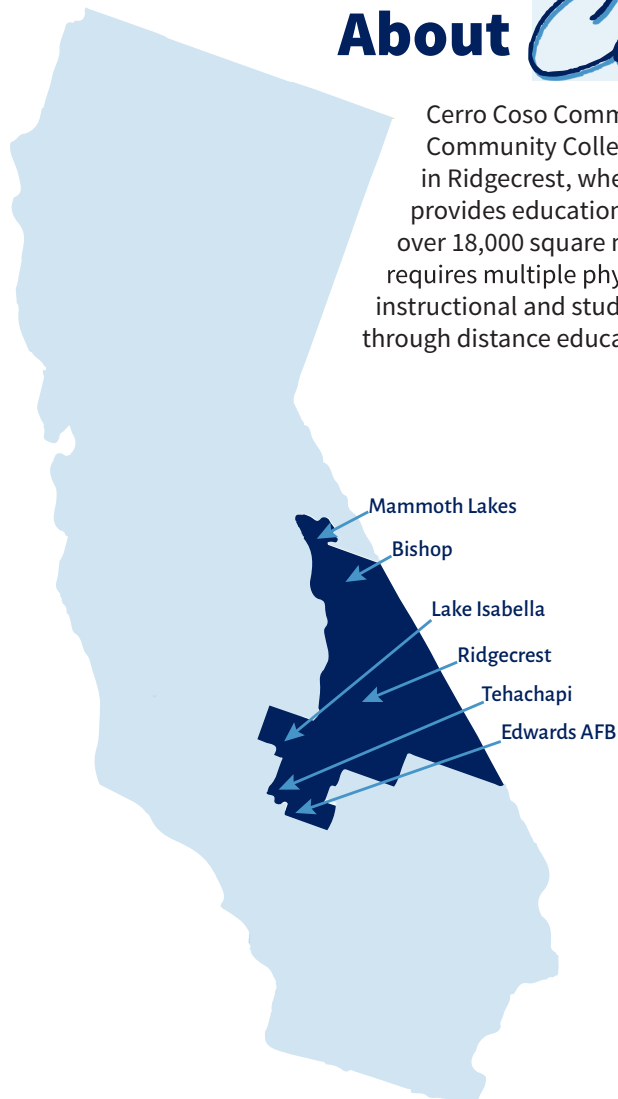 About
Cerro Coso Comm
Community Colle
in Ridgecrest, whe
provides education
over 18,000 square
requires multiple phy
instructional and stud
through distance educa
Mammoth Lakes
Bishop
Lake Isabella
Ridgecrest
Tehachapi
Edwards AFB